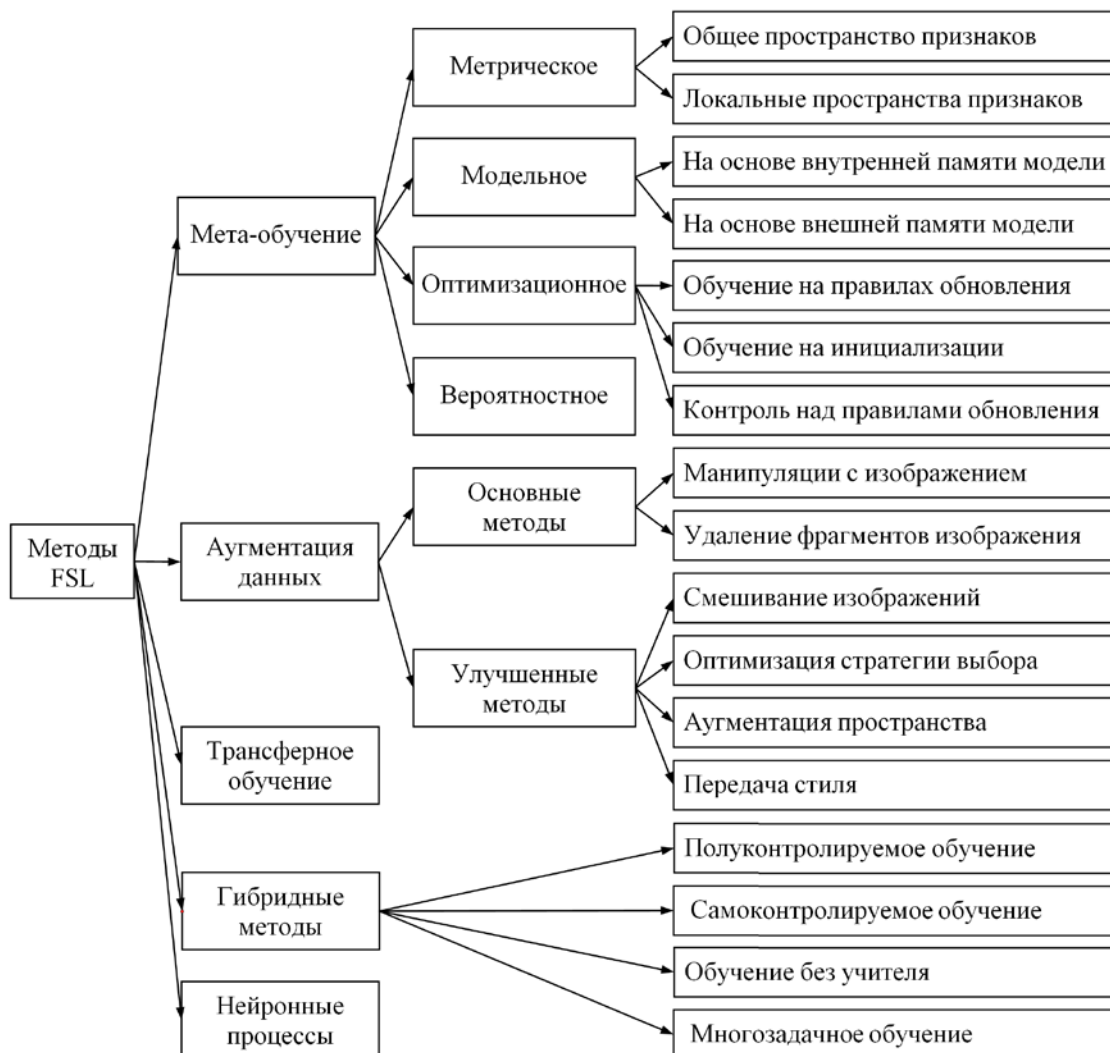 Методы
FSL
Мета-обучение
Метрическое
Общее пространство признаков
Локальные пространства признаков
Модельное
На основе внутренней памяти модели
На основе внешней памяти модели
Оптимизационное
Обучение на правилах обновления
Обучение на инициализации
Контроль над правилами обновления
Вероятностное
Аугментация
данных
Основные
методы
Манипуляции с изображением
Удаление фрагментов изображения
Улучшенные
методы
Смешивание изображений
Оптимизация стратегии выбора
Аугментация пространства
Передача стиля
Трансферное
обучение
Гибридные
методы
Полуконтролируемое обучение
Самоконтролируемое обучение
Обучение без учителя
Многозадачное обучение
Нейронные
процессы